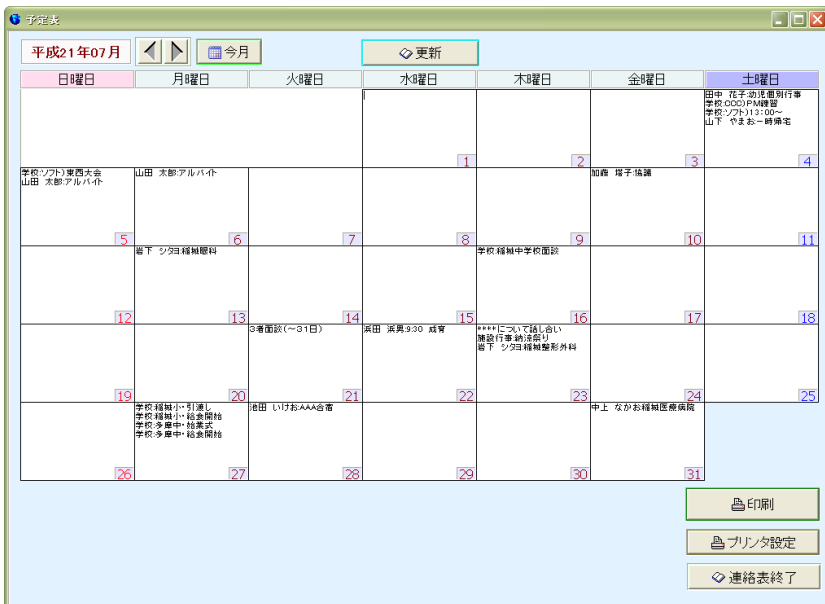 予定表
平成21年07月
今月
更新
日曜日 月曜日 火曜日 水曜日 木曜日 金曜日 土曜日
田中 花子:幼児個別行事
学校:CCC)PM練習
学校:ソフト)13:00~
山下 やまお:一時帰宅
1 2 3 4
学校:ソフト)東西大会
山田 太郎:アルバイト
山田 太郎:アルバイト
加藤 塔子:協議
5 6 7 8 9 10 11
岩下 シタヨ:稲城眼科
学校:稲城中学校面談
12 13 14 15 16 17 18
3者面談(~31日)
浜田 浜男:9:30 成育
****について話し合い
施設行事:納涼祭り
岩下 シタヨ:稲城整形外科
19 20 21 22 23 24 25
学校:稲城小・引渡し
学校:稲城小・給食開始
学校:多摩中・始業式
学校:多摩中・給食開始
池田 いけお:AAA合宿
中上 なかお:稲城医療病院
26 27 28 29 30 31
印刷
プリンタ設定
連絡表終了